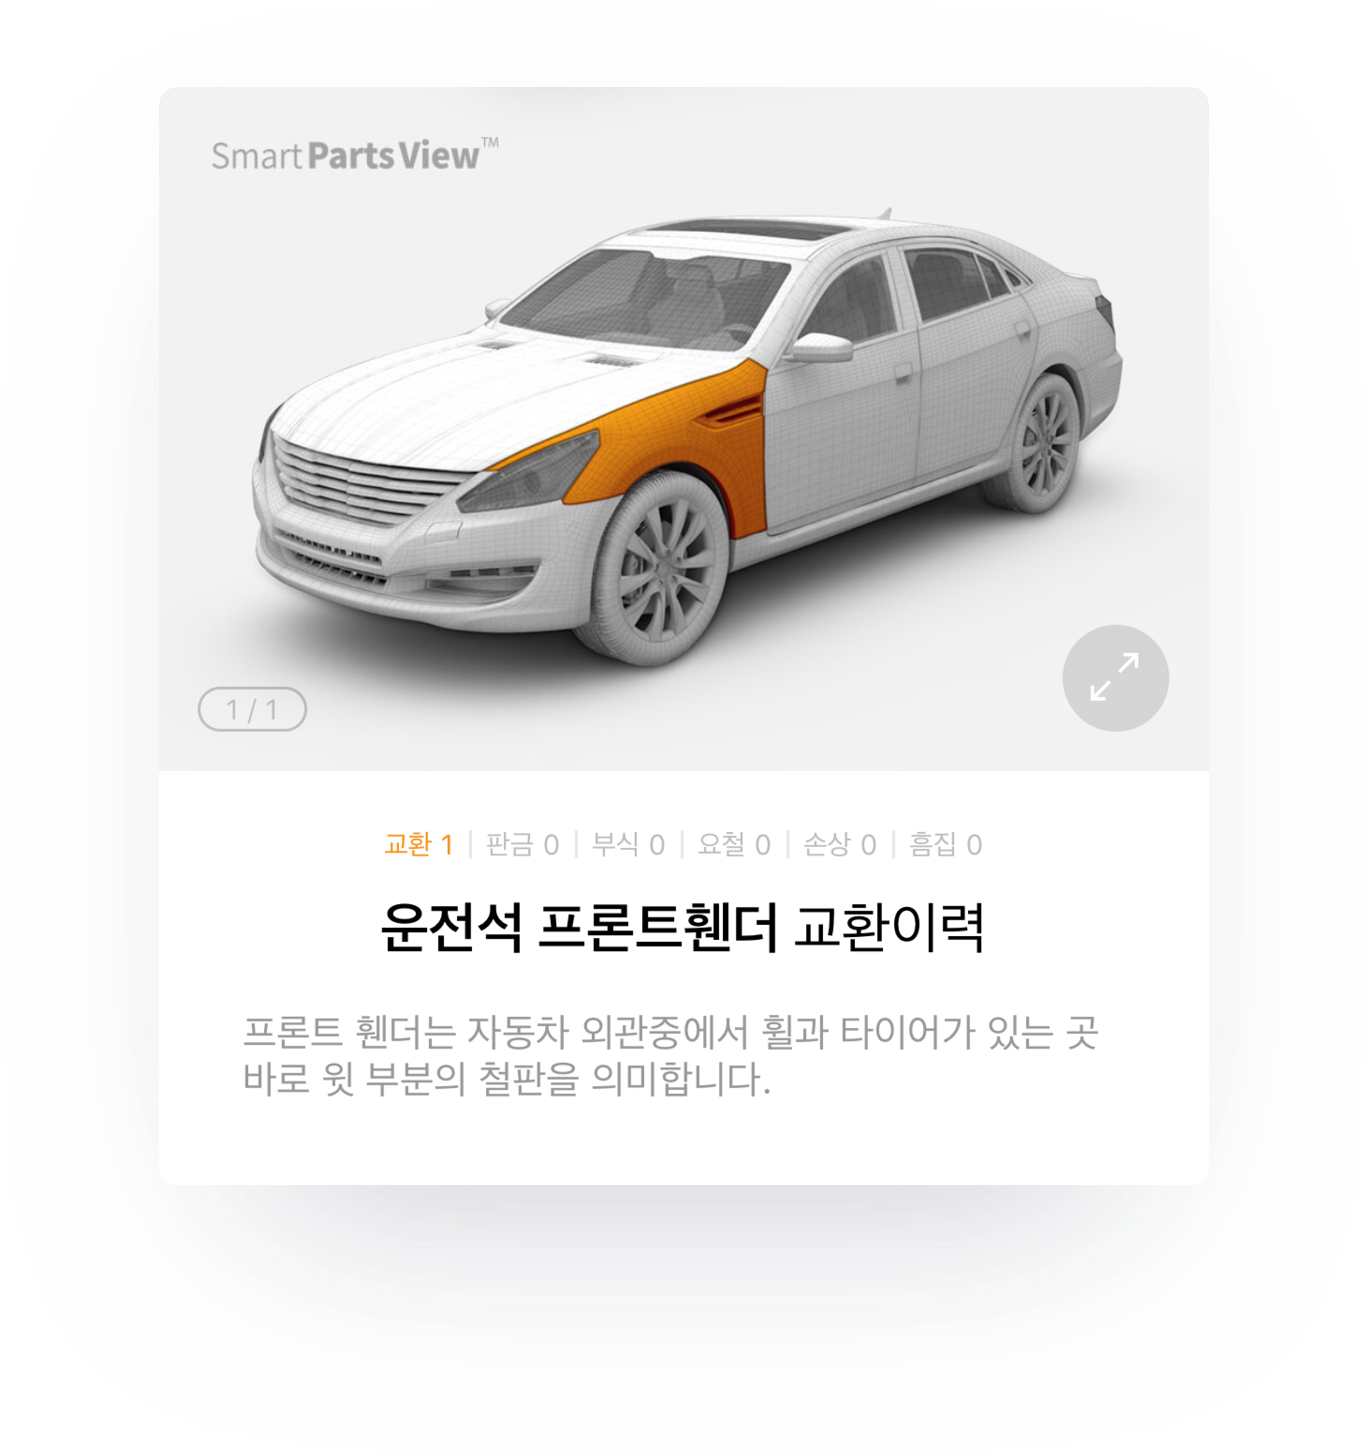 Smart Parts View™
1 / 1
교환 1 | 판금 0 | 부식 0 | 요철 0 | 손상 0 | 흠집 0
운전석 프론트휀더 교환이력
프론트 휀더는 자동차 외관중에서 휠과 타이어가 있는 곳
바로 윗 부분의 철판을 의미합니다.